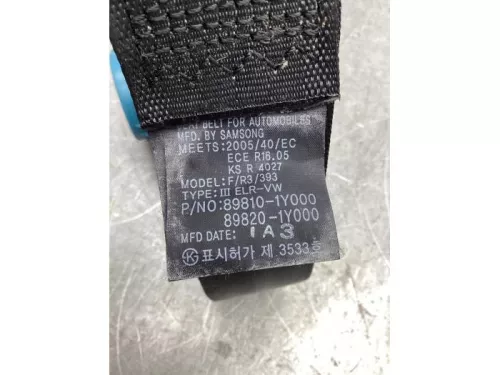 SEAT BELT FOR AUTOMOBILES
MFD. BY SAMSONG
MEETS: 2005/40/EC
ECE R16.05
KS R 4027
MODEL: F/R3/393
TYPE: III ELR-VW
P/NO: 89810-1Y000
89820-1Y000
MFD DATE: 1A3
표시허가 제 3533호